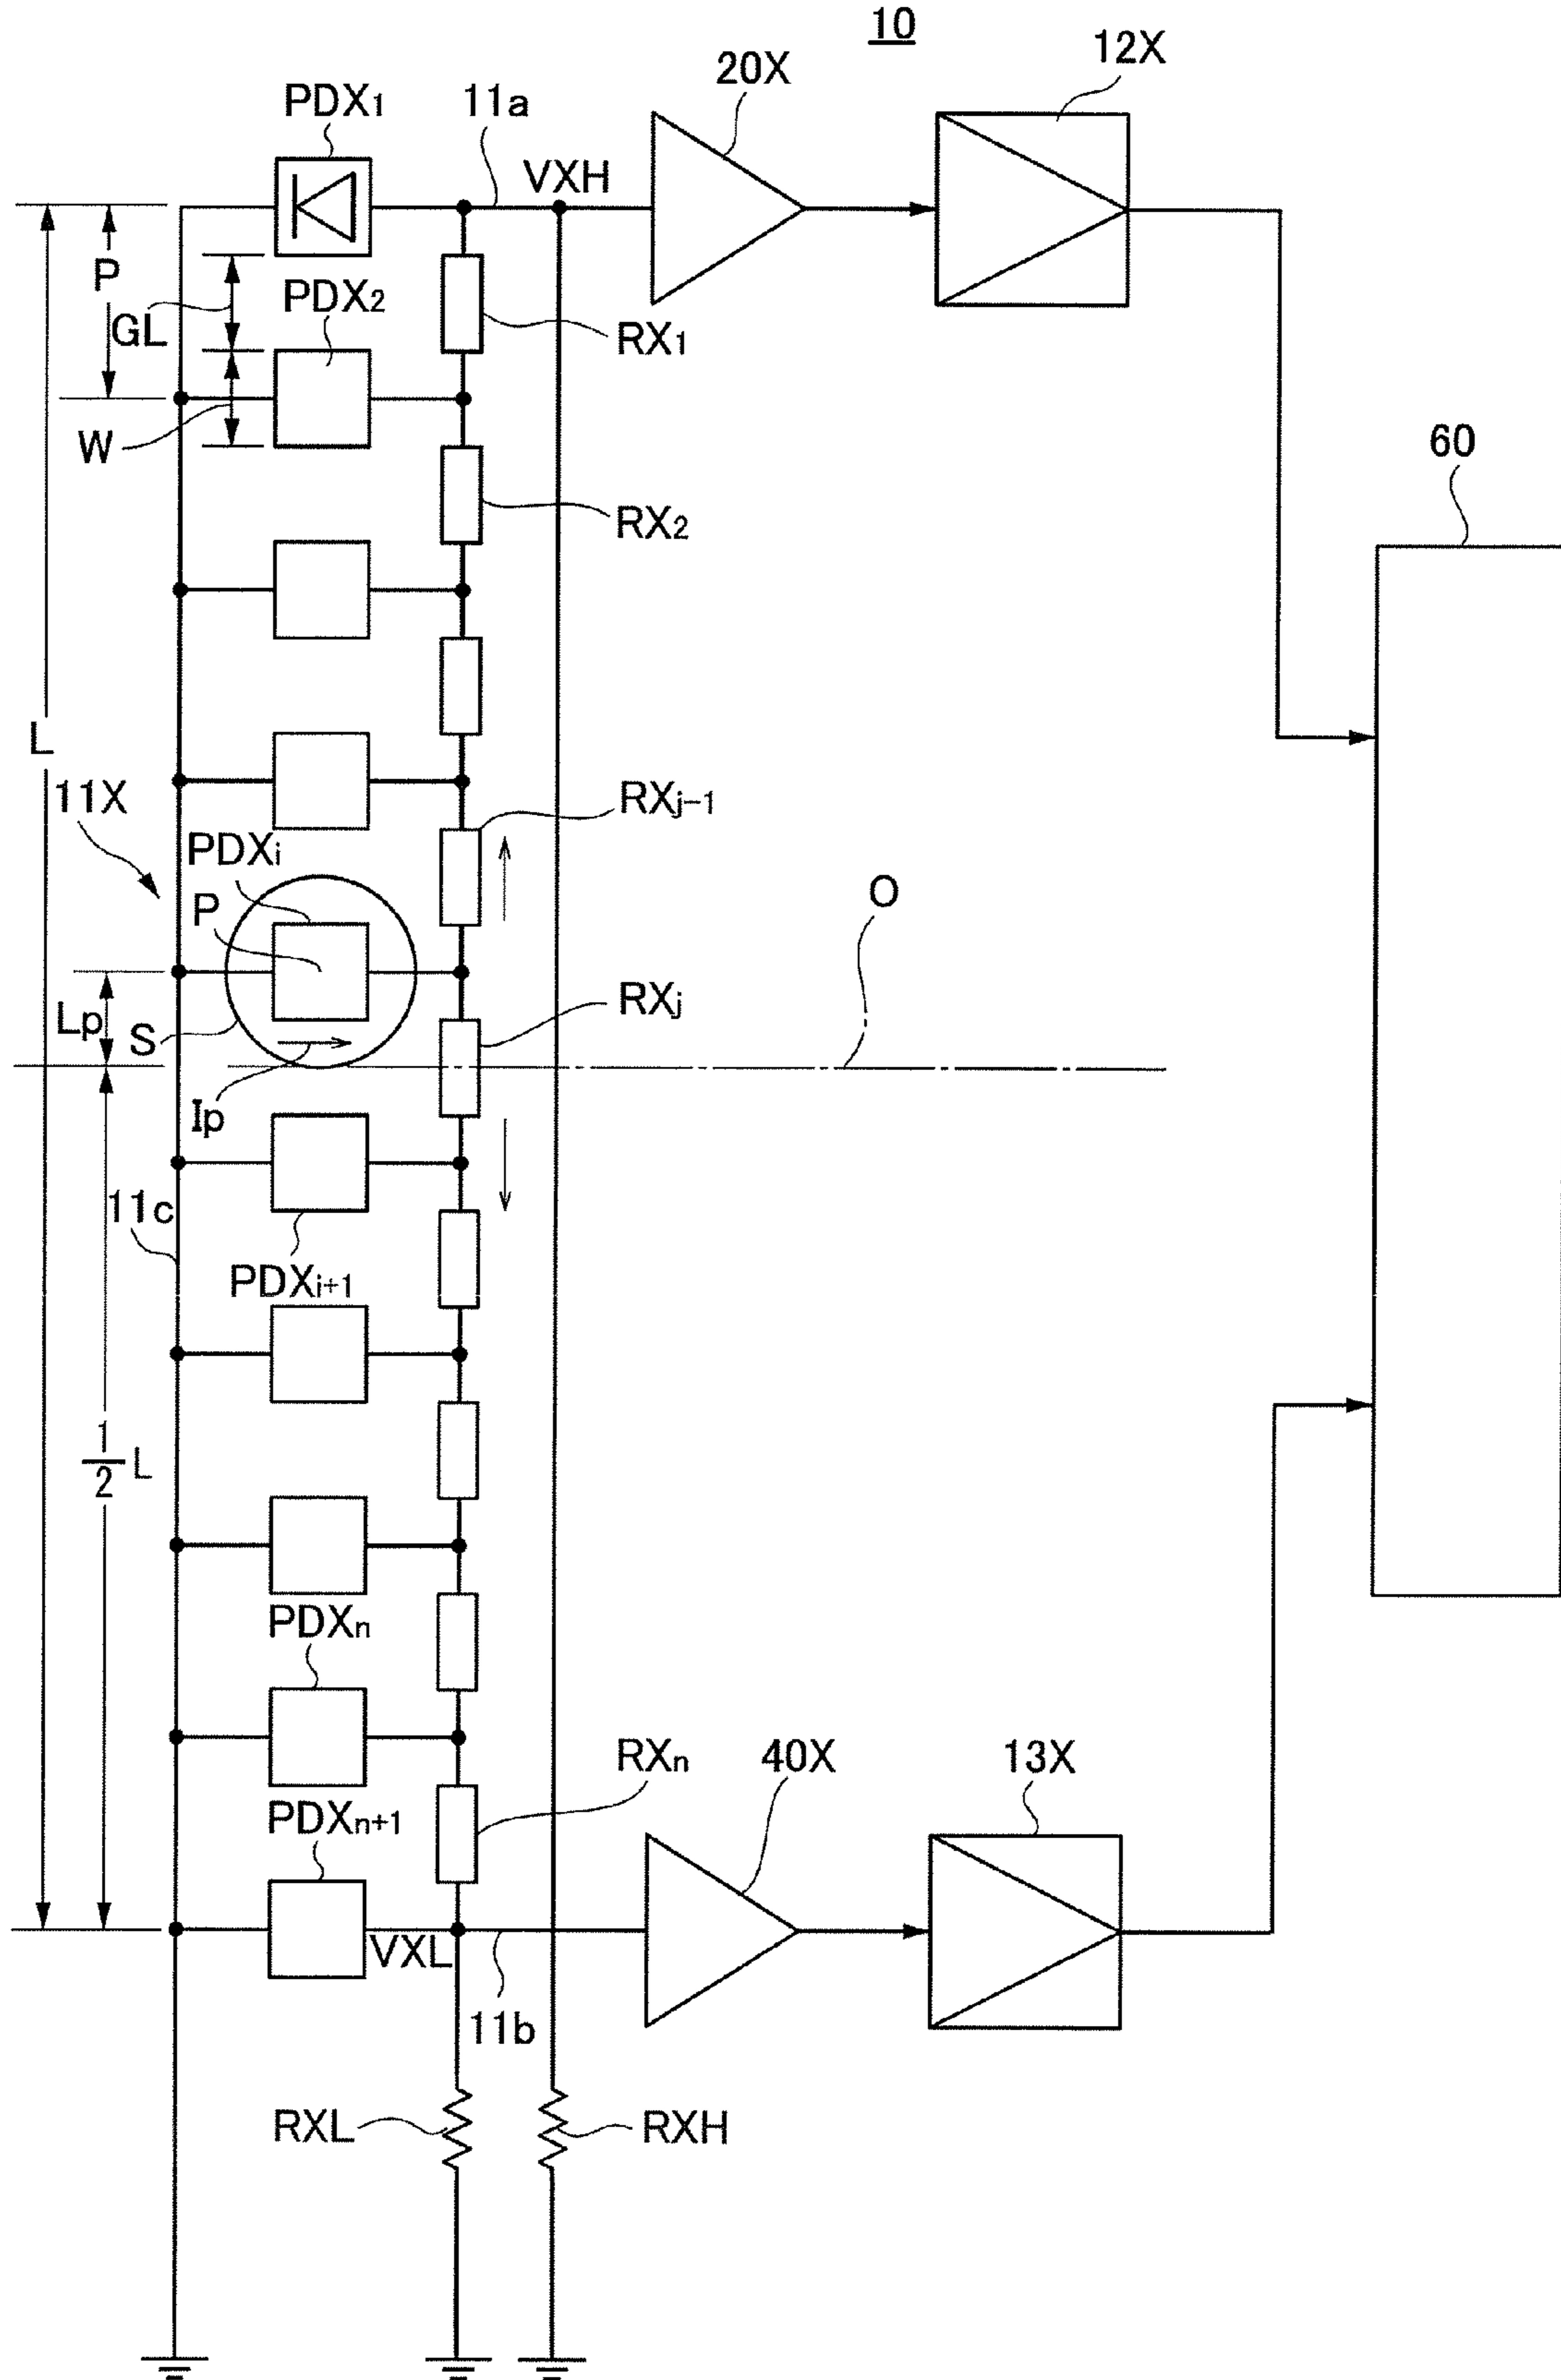 10
20X
12X
PDX₁
11a
VXH
P
GL
PDX₂
RX₁
W
RX₂
60
L
11X
RXⱼ₋₁
PDXᵢ
P
O
Lp
S
RXⱼ
Ip
11c
PDXᵢ₊₁
1/2 L
PDXₙ
RXₙ
40X
13X
PDXₙ₊₁
VXL
11b
RXL
RXH